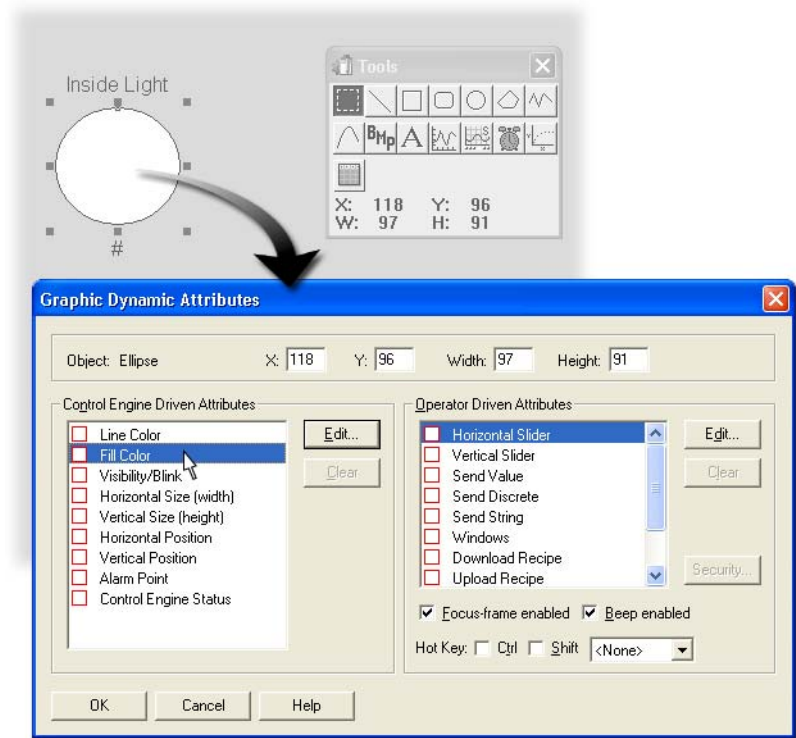 Inside Light
#
Tools
BMp A S
X: 118 Y: 96
W: 97 H: 91
Graphic Dynamic Attributes
Object: Ellipse X: 118 Y: 96 Width: 97 Height: 91
Control Engine Driven Attributes
Line Color
Fill Color
Visibility/Blink
Horizontal Size (width)
Vertical Size (height)
Horizontal Position
Vertical Position
Alarm Point
Control Engine Status
Edit...
Clear
Operator Driven Attributes
Horizontal Slider
Vertical Slider
Send Value
Send Discrete
Send String
Windows
Download Recipe
Upload Recipe
Edit...
Clear
Security...
Focus-frame enabled Beep enabled
Hot Key: Ctrl Shift <None>
OK Cancel Help